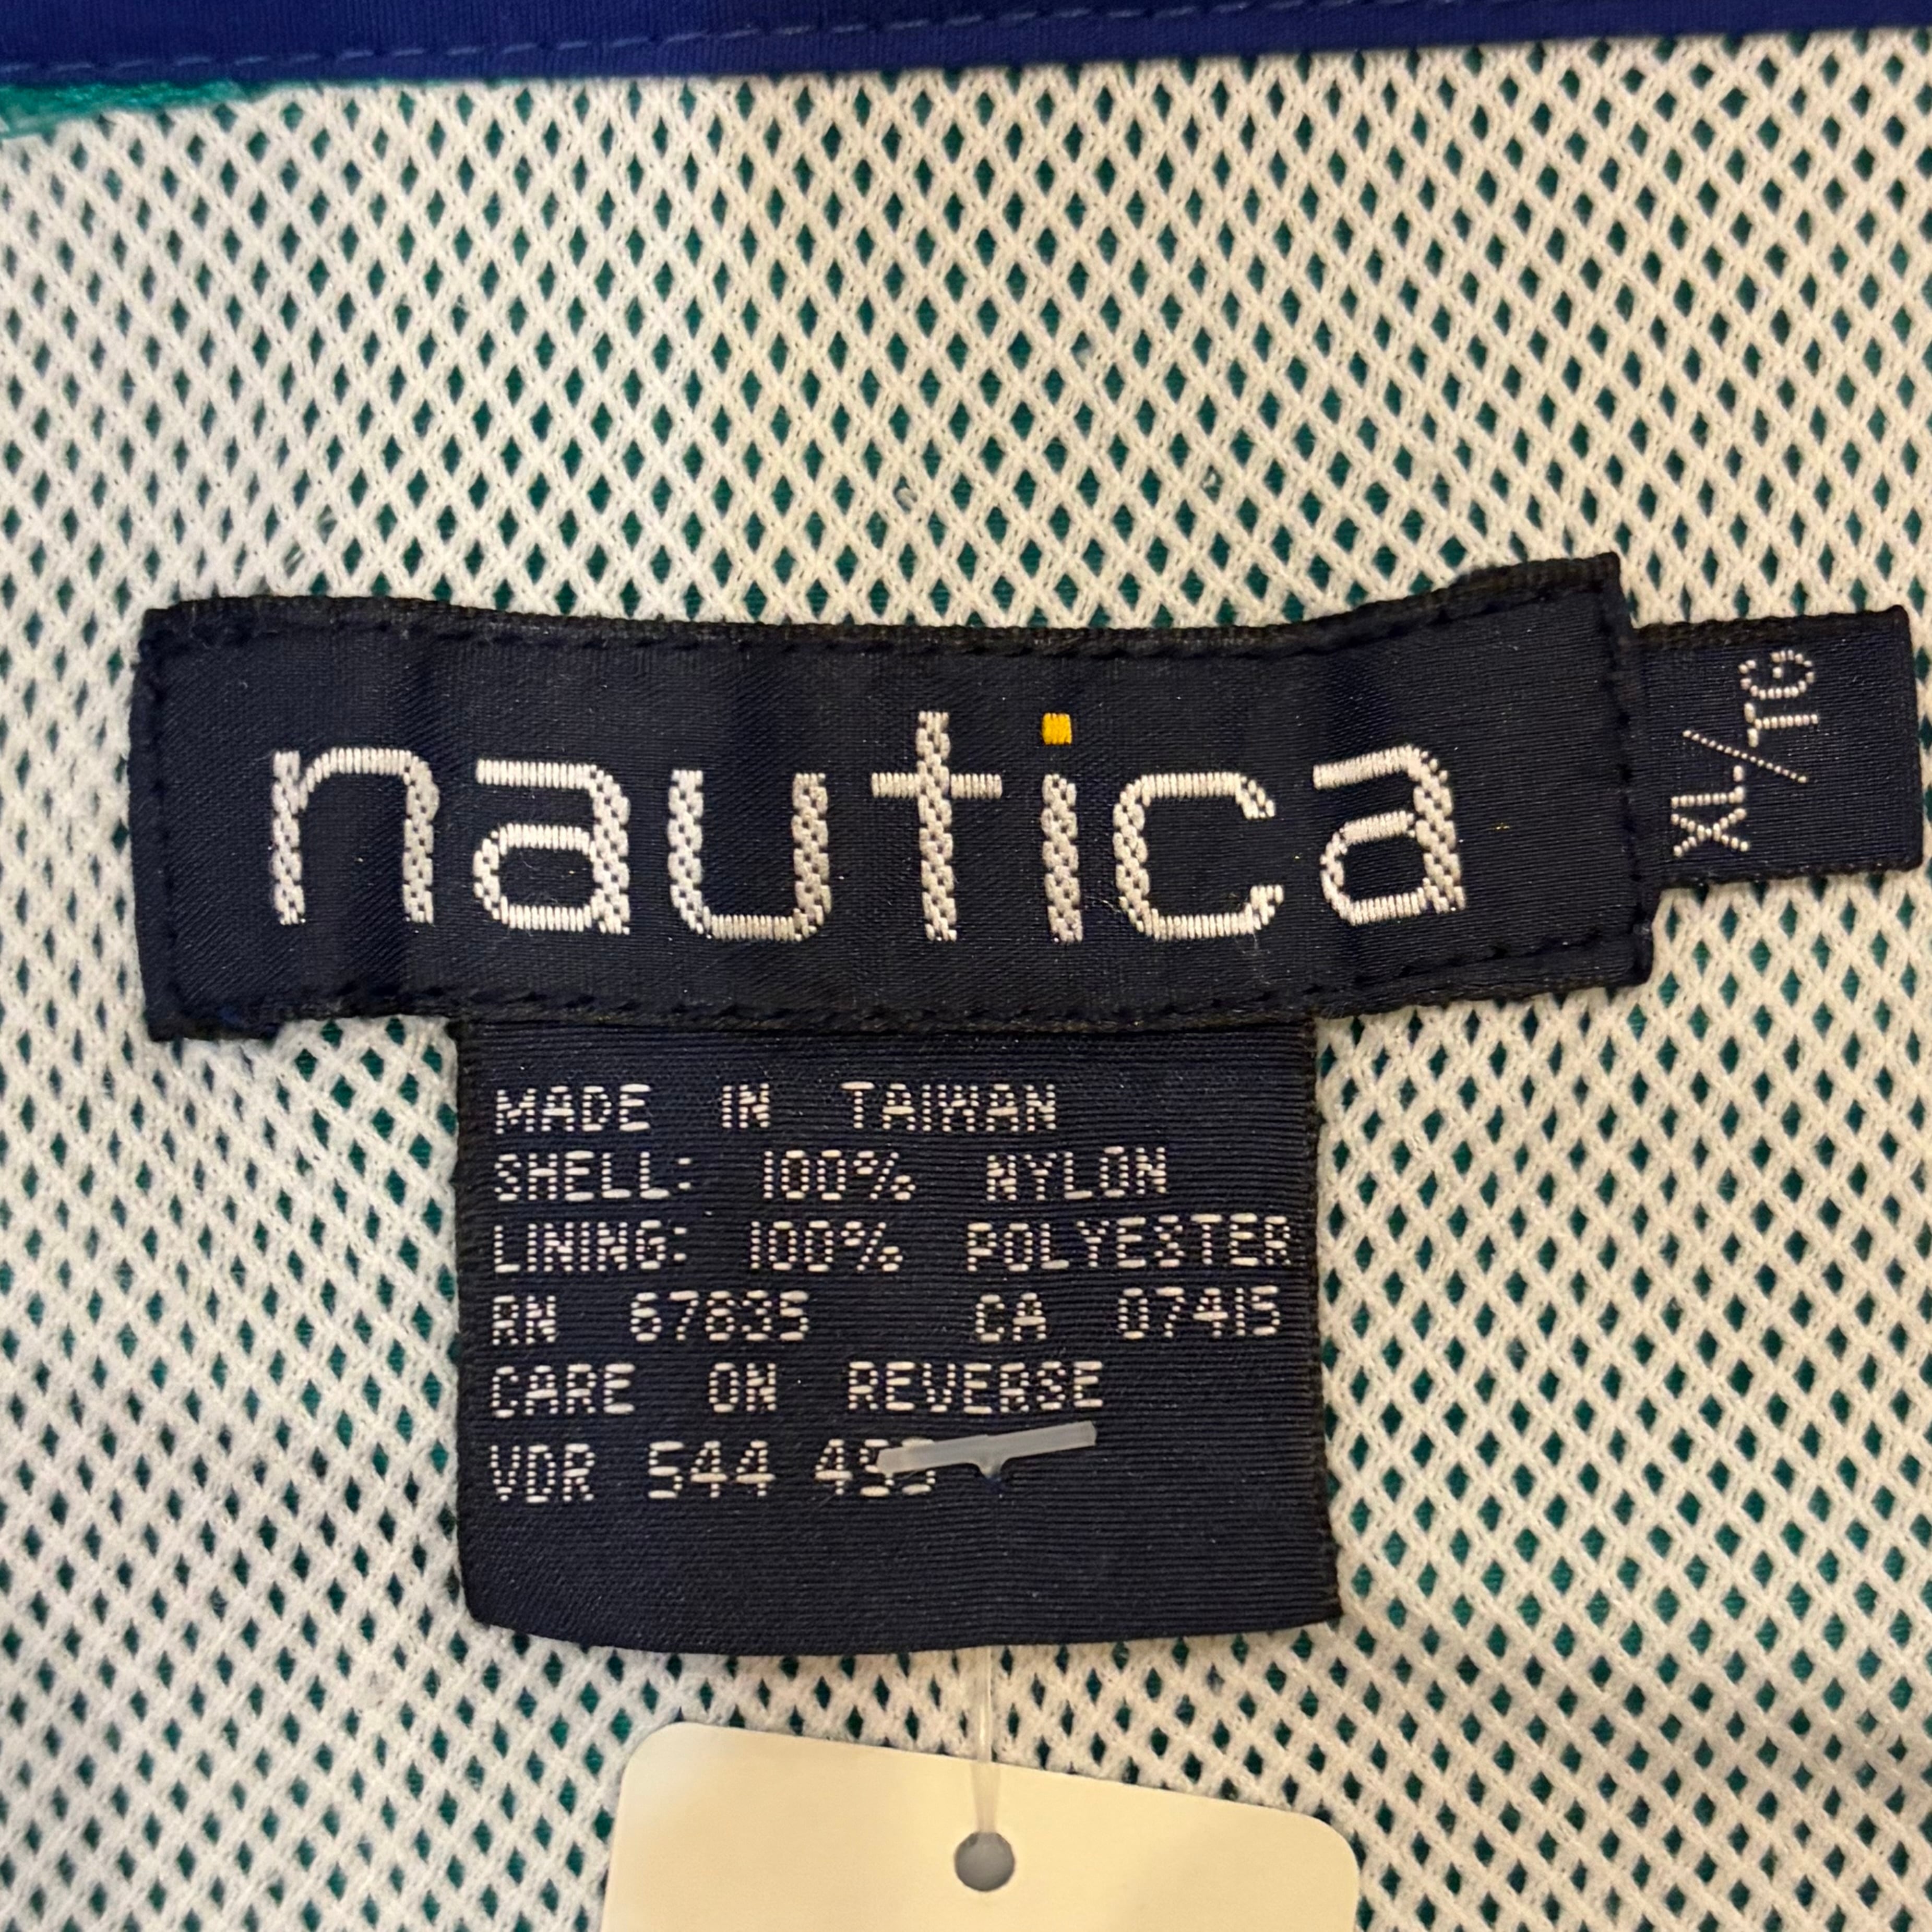 nautica
XL/TG
MADE IN TAIWAN
SHELL: 100% NYLON
LINING: 100% POLYESTER
RN 67835 CA 07415
CARE ON REVERSE
VDR 544